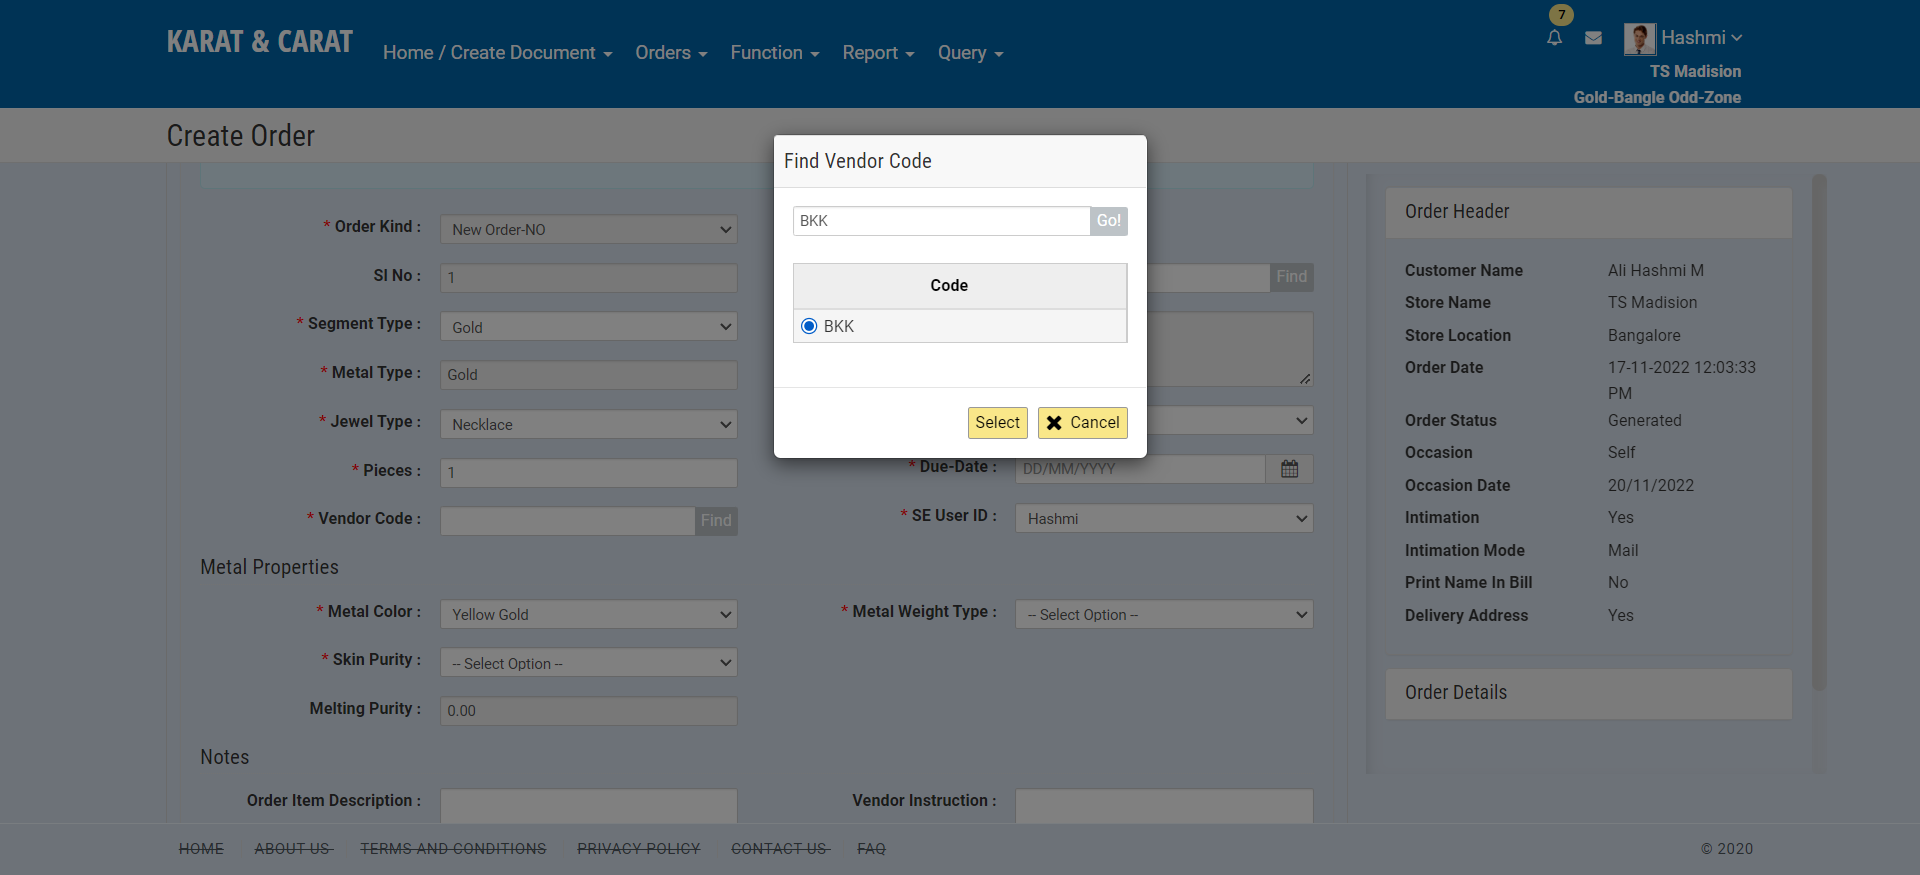 KARAT & CARAT
Home / Create Document
Orders
Function
Report
Query
7
Hashmi
TS Madision
Gold-Bangle Odd-Zone
Create Order
Find Vendor Code
BKK
Go!
Code
BKK
Select
Cancel
* Order Kind :
New Order-NO
SI No :
1
Find
* Segment Type :
Gold
* Metal Type :
Gold
* Jewel Type :
Necklace
* Pieces :
1
* Due-Date :
DD/MM/YYYY
* Vendor Code :
Find
* SE User ID :
Hashmi
Metal Properties
* Metal Color :
Yellow Gold
* Metal Weight Type :
-- Select Option --
* Skin Purity :
-- Select Option --
Melting Purity :
0.00
Notes
Order Item Description :
Vendor Instruction :
Order Header
Customer Name
Ali Hashmi M
Store Name
TS Madision
Store Location
Bangalore
Order Date
17-11-2022 12:03:33
PM
Order Status
Generated
Occasion
Self
Occasion Date
20/11/2022
Intimation
Yes
Intimation Mode
Mail
Print Name In Bill
No
Delivery Address
Yes
Order Details
HOME
ABOUT US
TERMS AND CONDITIONS
PRIVACY POLICY
CONTACT US
FAQ
© 2020